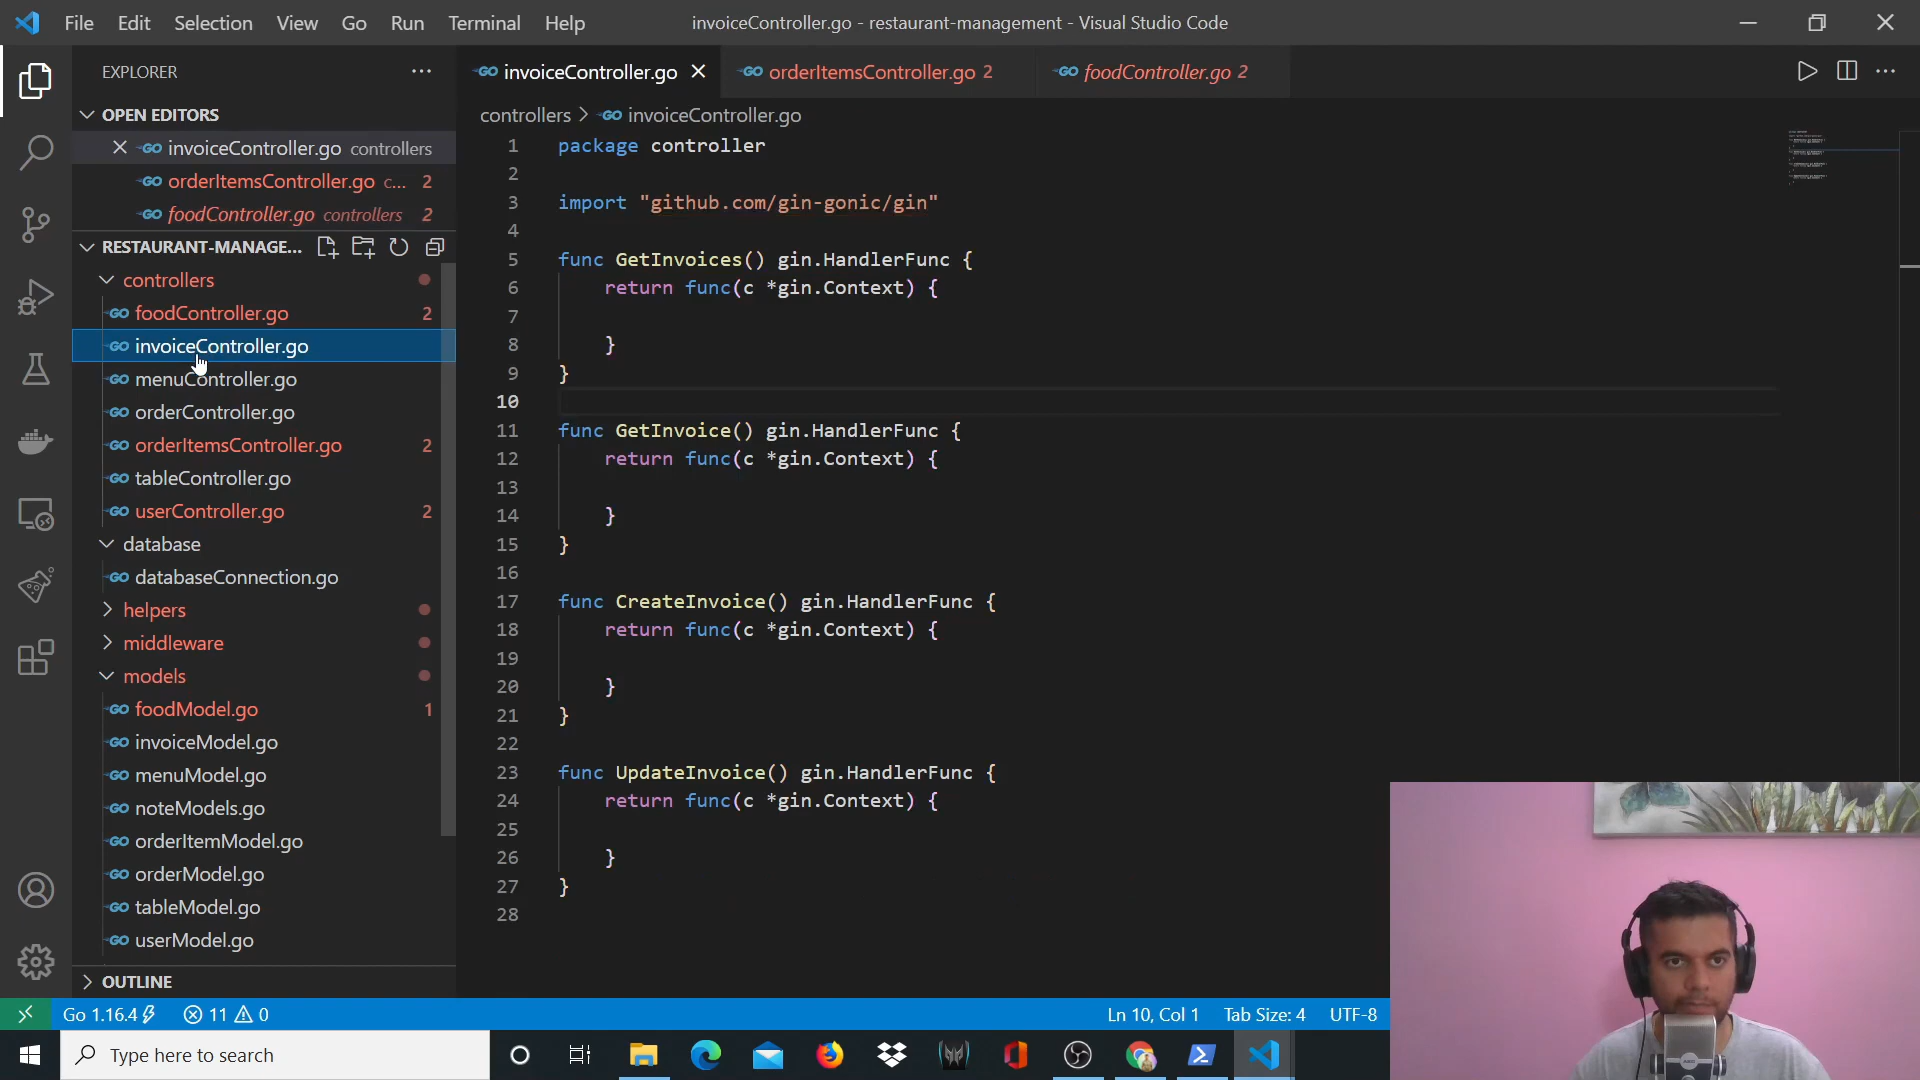 File Edit Selection View Go Run Terminal Help
invoiceController.go - restaurant-management - Visual Studio Code
EXPLORER
OPEN EDITORS
invoiceController.go controllers
orderItemsController.go c... 2
foodController.go controllers 2
RESTAURANT-MANAGE...
controllers
foodController.go 2
invoiceController.go
menuController.go
orderController.go
orderItemsController.go 2
tableController.go
userController.go 2
database
databaseConnection.go
helpers
middleware
models
foodModel.go 1
invoiceModel.go
menuModel.go
noteModels.go
orderItemModel.go
orderModel.go
tableModel.go
userModel.go
OUTLINE
invoiceController.go
orderItemsController.go 2
foodController.go 2
controllers > invoiceController.go
1 package controller
2
3 import "github.com/gin-gonic/gin"
4
5 func GetInvoices() gin.HandlerFunc {
6 return func(c *gin.Context) {
7
8 }
9 }
10
11 func GetInvoice() gin.HandlerFunc {
12 return func(c *gin.Context) {
13
14 }
15 }
16
17 func CreateInvoice() gin.HandlerFunc {
18 return func(c *gin.Context) {
19
20 }
21 }
22
23 func UpdateInvoice() gin.HandlerFunc {
24 return func(c *gin.Context) {
25
26 }
27 }
28
Go 1.16.4 11 0 Ln 10, Col 1 Tab Size: 4 UTF-8
Type here to search